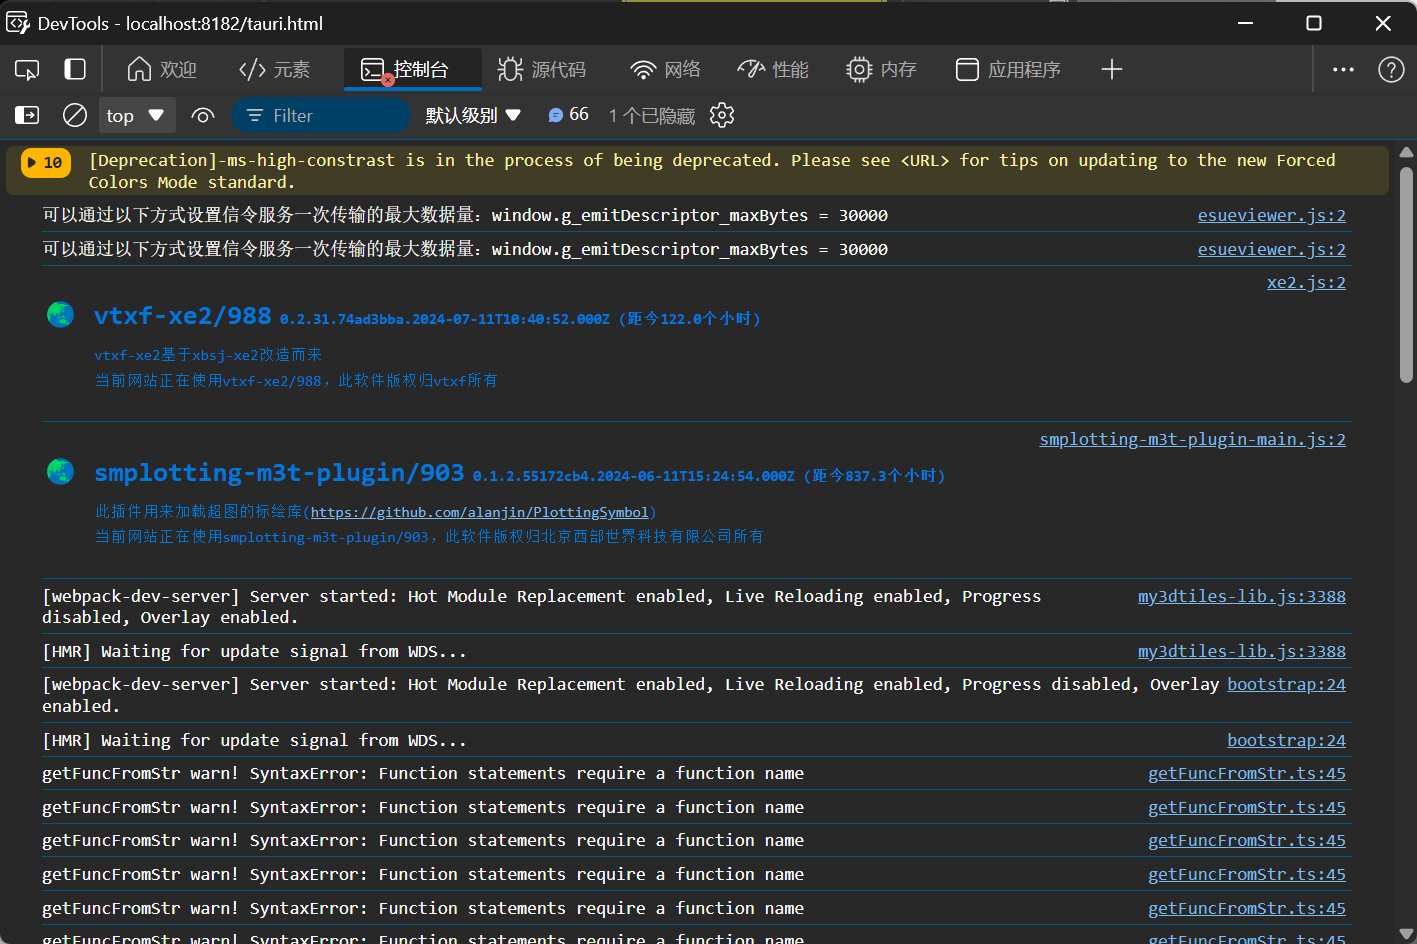 DevTools - localhost:8182/tauri.html
欢迎 元素 控制台 源代码 网络 性能 内存 应用程序
top Filter 默认级别 66 1 个已隐藏
10 [Deprecation]-ms-high-constrast is in the process of being deprecated. Please see <URL> for tips on updating to the new Forced
Colors Mode standard.
可以通过以下方式设置信令服务一次传输的最大数据量: window.g_emitDescriptor_maxBytes = 30000 esueviewer.js:2
可以通过以下方式设置信令服务一次传输的最大数据量: window.g_emitDescriptor_maxBytes = 30000 esueviewer.js:2
xe2.js:2
vtxf-xe2/988 0.2.31.74ad3bba.2024-07-11T10:40:52.000Z (距今122.0个小时)
vtxf-xe2基于xbsj-xe2改造而来
当前网站正在使用vtxf-xe2/988, 此软件版权归vtxf所有
smplotting-m3t-plugin-main.js:2
smplotting-m3t-plugin/903 0.1.2.55172cb4.2024-06-11T15:24:54.000Z (距今837.3个小时)
此插件用来加载超图的标绘库(https://github.com/alanjin/PlottingSymbol)
当前网站正在使用smplotting-m3t-plugin/903, 此软件版权归北京西部世界科技有限公司所有
[webpack-dev-server] Server started: Hot Module Replacement enabled, Live Reloading enabled, Progress my3dtiles-lib.js:3388
disabled, Overlay enabled.
[HMR] Waiting for update signal from WDS... my3dtiles-lib.js:3388
[webpack-dev-server] Server started: Hot Module Replacement enabled, Live Reloading enabled, Progress disabled, Overlay bootstrap:24
enabled.
[HMR] Waiting for update signal from WDS... bootstrap:24
getFuncFromStr warn! SyntaxError: Function statements require a function name getFuncFromStr.ts:45
getFuncFromStr warn! SyntaxError: Function statements require a function name getFuncFromStr.ts:45
getFuncFromStr warn! SyntaxError: Function statements require a function name getFuncFromStr.ts:45
getFuncFromStr warn! SyntaxError: Function statements require a function name getFuncFromStr.ts:45
getFuncFromStr warn! SyntaxError: Function statements require a function name getFuncFromStr.ts:45
getFuncFromStr warn! SyntaxError: Function statements require a function name getFuncFromStr.ts:45